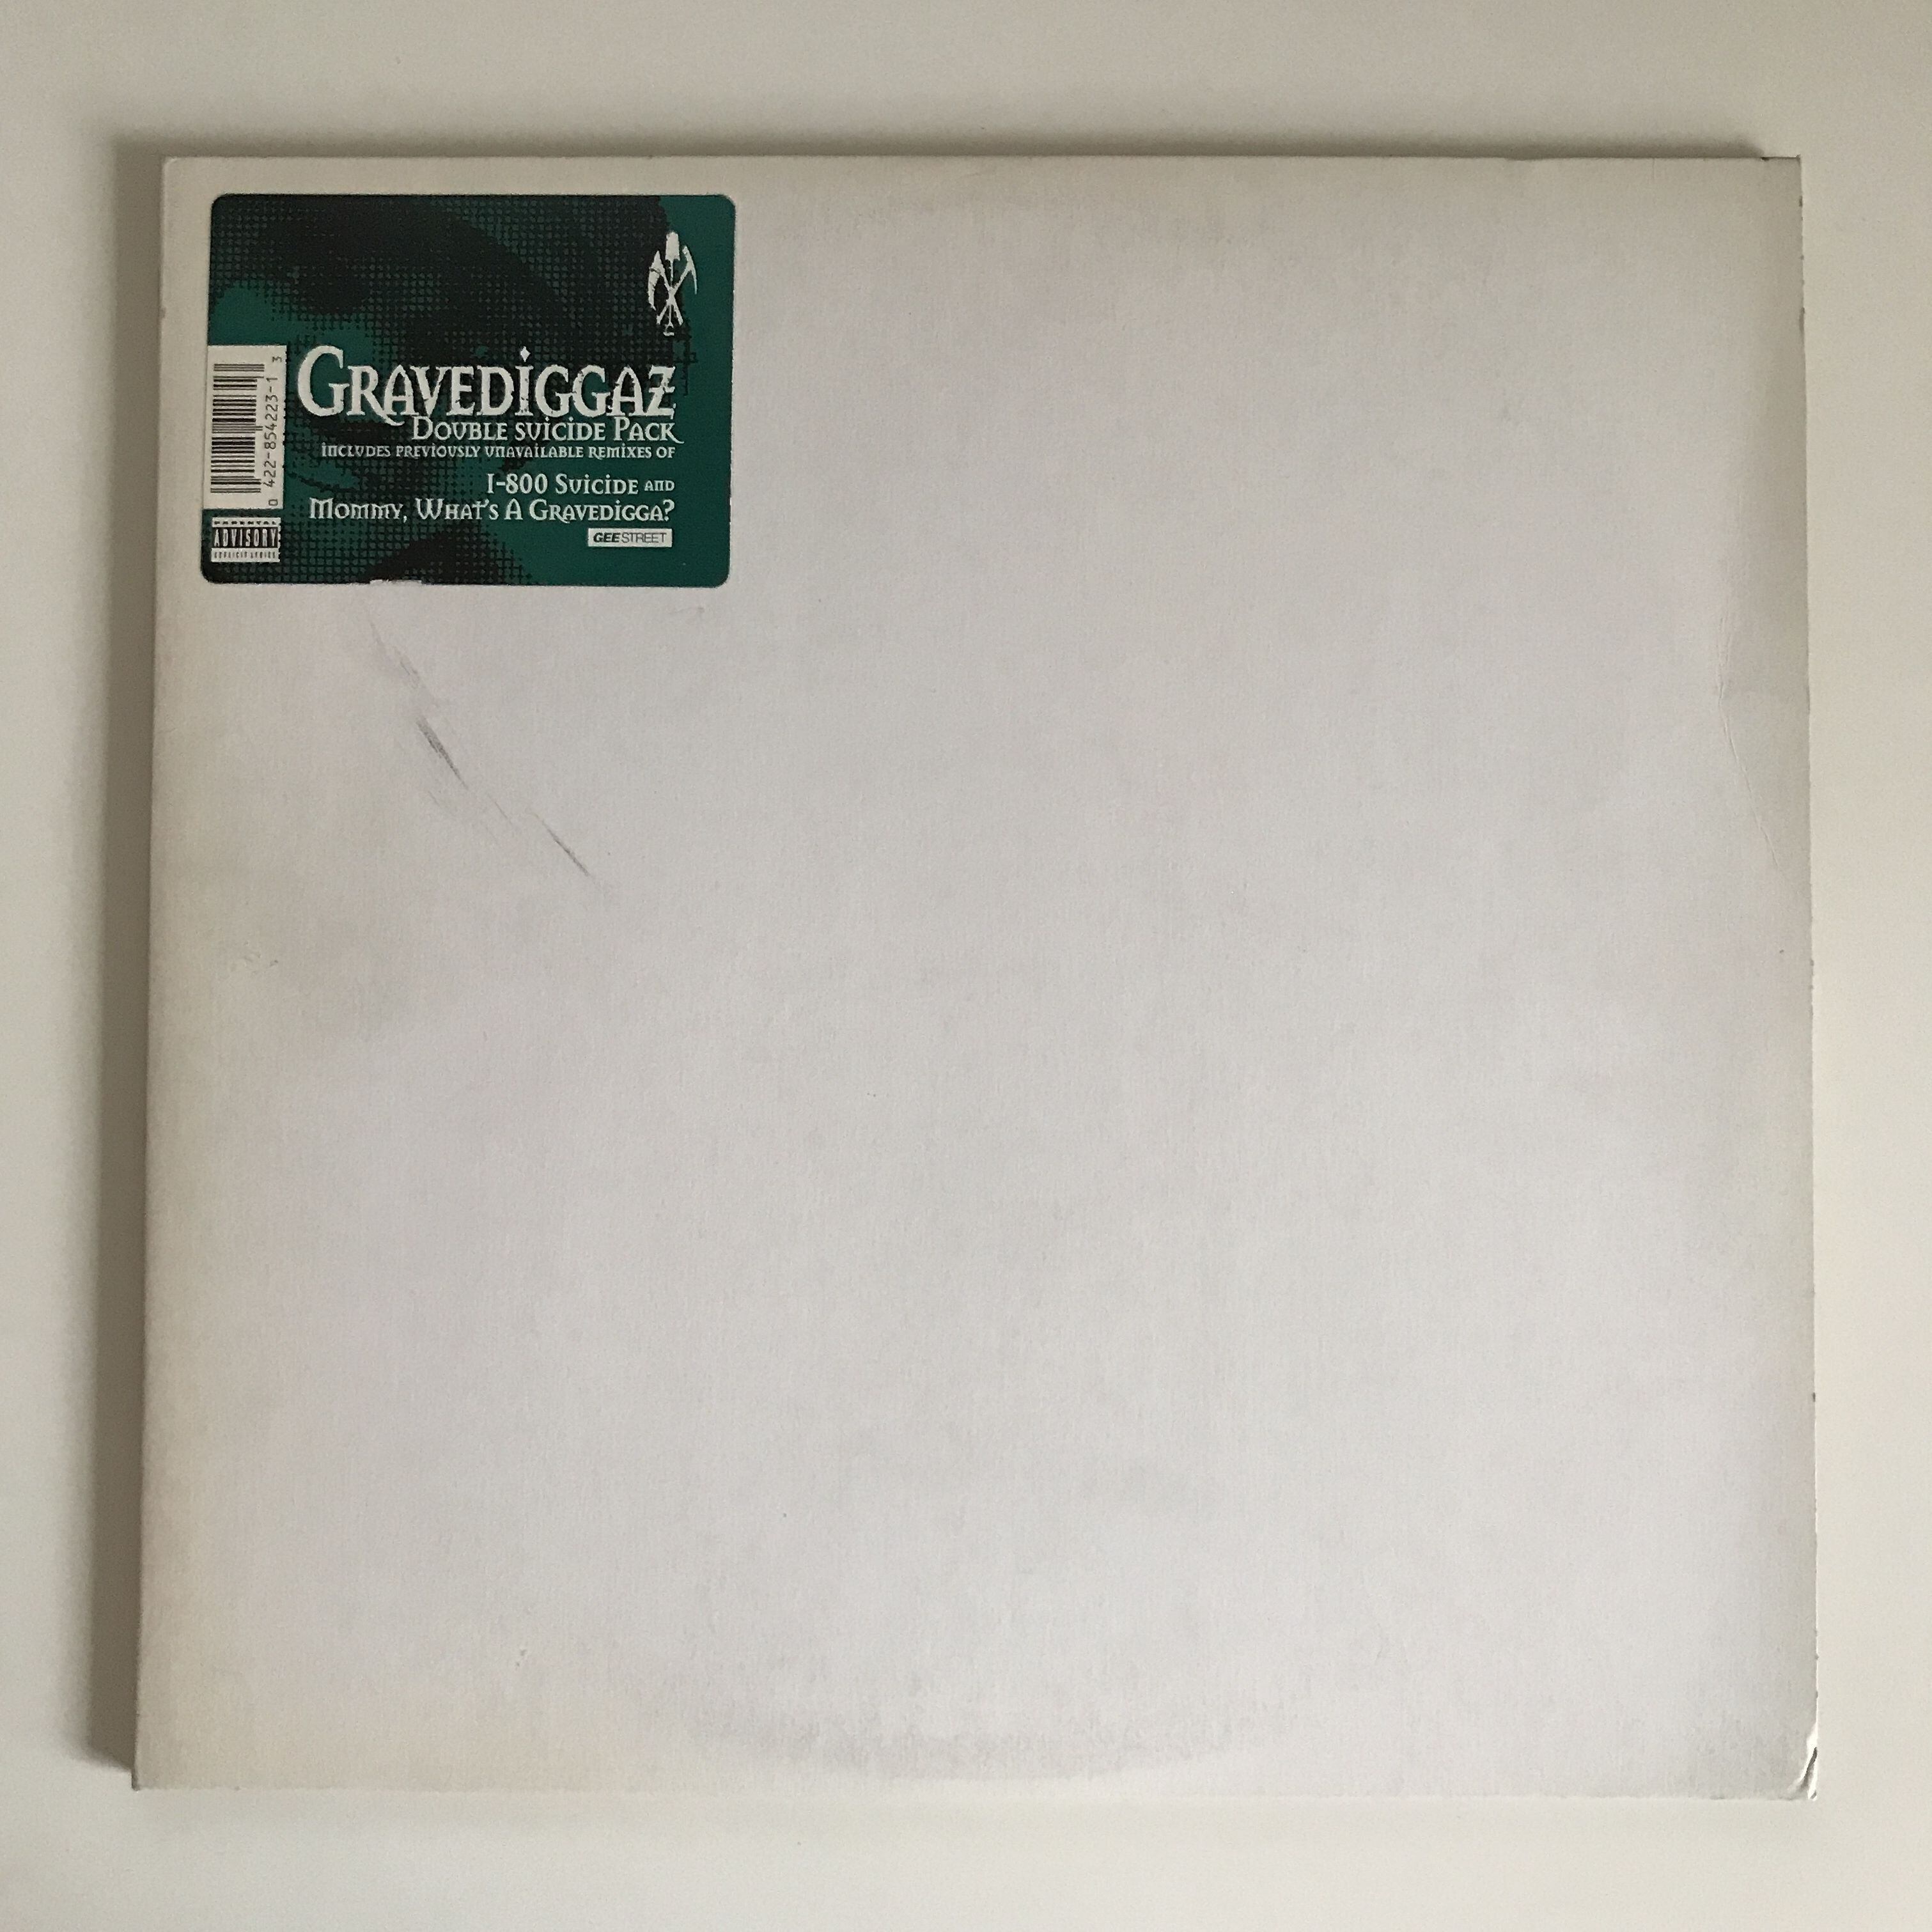 GRAVEDIGGAZ
DOUBLE SUICIDE PACK
INCLUDES PREVIOUSLY UNAVAILABLE REMIXES OF
1-800 SUICIDE AND
MOMMY, WHAT'S A GRAVEDIGGA?
GEE STREET
0 422-854223-1 3
PARENTAL
ADVISORY
EXPLICIT LYRICS